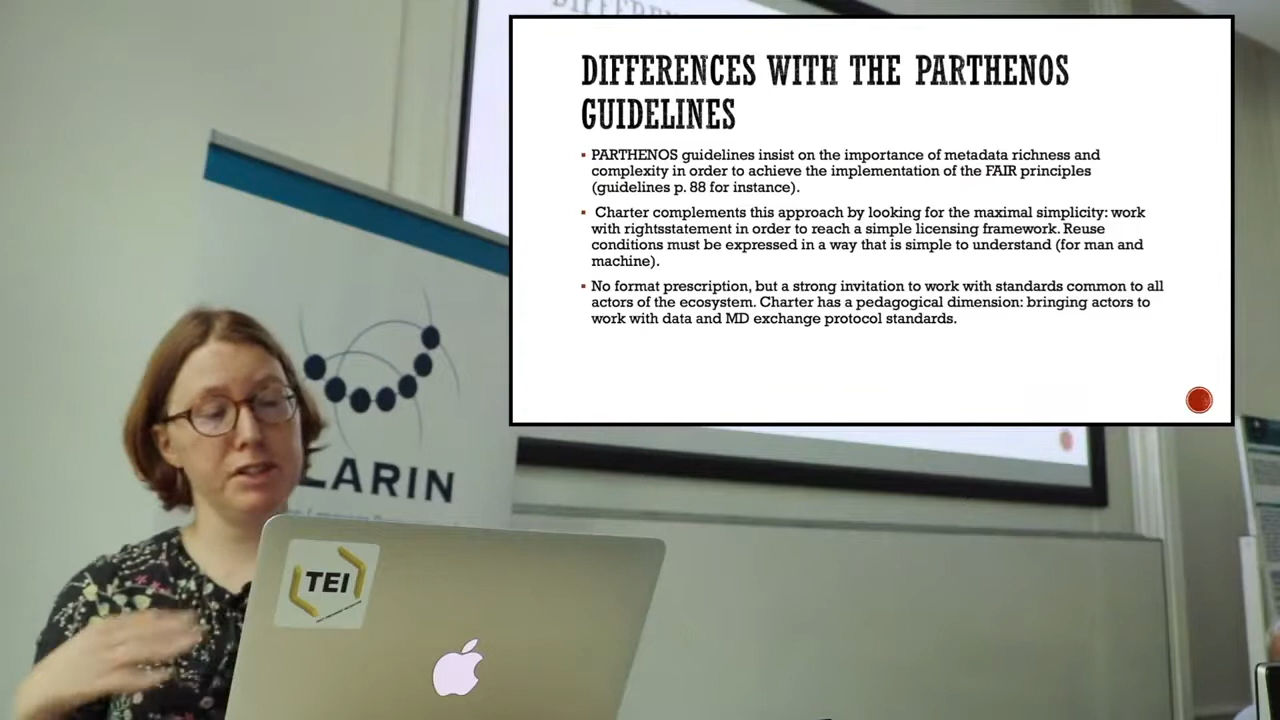 DIFFERENCES WITH THE PARTHENOS
GUIDELINES
▪ PARTHENOS guidelines insist on the importance of metadata richness and
complexity in order to achieve the implementation of the FAIR principles
(guidelines p. 88 for instance).
▪ Charter complements this approach by looking for the maximal simplicity: work
with rightsstatement in order to reach a simple licensing framework. Reuse
conditions must be expressed in a way that is simple to understand (for man and
machine).
▪ No format prescription, but a strong invitation to work with standards common to all
actors of the ecosystem. Charter has a pedagogical dimension: bringing actors to
work with data and MD exchange protocol standards.
LARIN
TEI